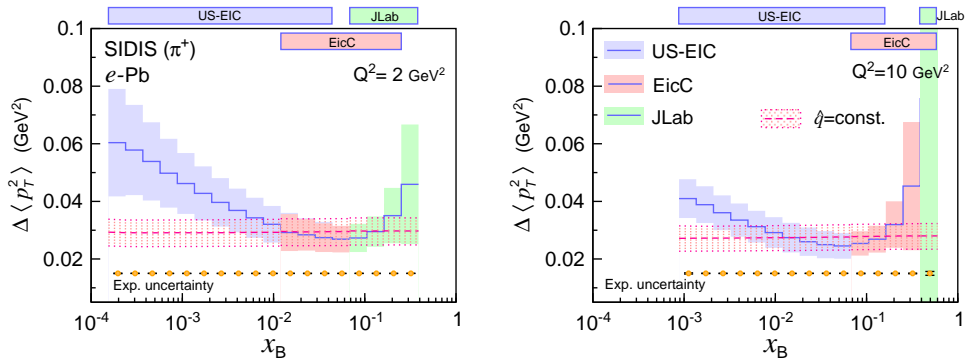 US-EIC
JLab
EicC
SIDIS (π⁺)
e-Pb
Q²= 2 GeV²
Exp. uncertainty
Δ ⟨ p_T² ⟩ (GeV²)
0.1
0.08
0.06
0.04
0.02
10⁻⁴
10⁻³
10⁻²
10⁻¹
1
x_B
US-EIC
JLab
EicC
US-EIC
Q²=10 GeV²
EicC
JLab
q̂=const.
Exp. uncertainty
Δ ⟨ p_T² ⟩ (GeV²)
0.1
0.08
0.06
0.04
0.02
10⁻⁴
10⁻³
10⁻²
10⁻¹
1
x_B